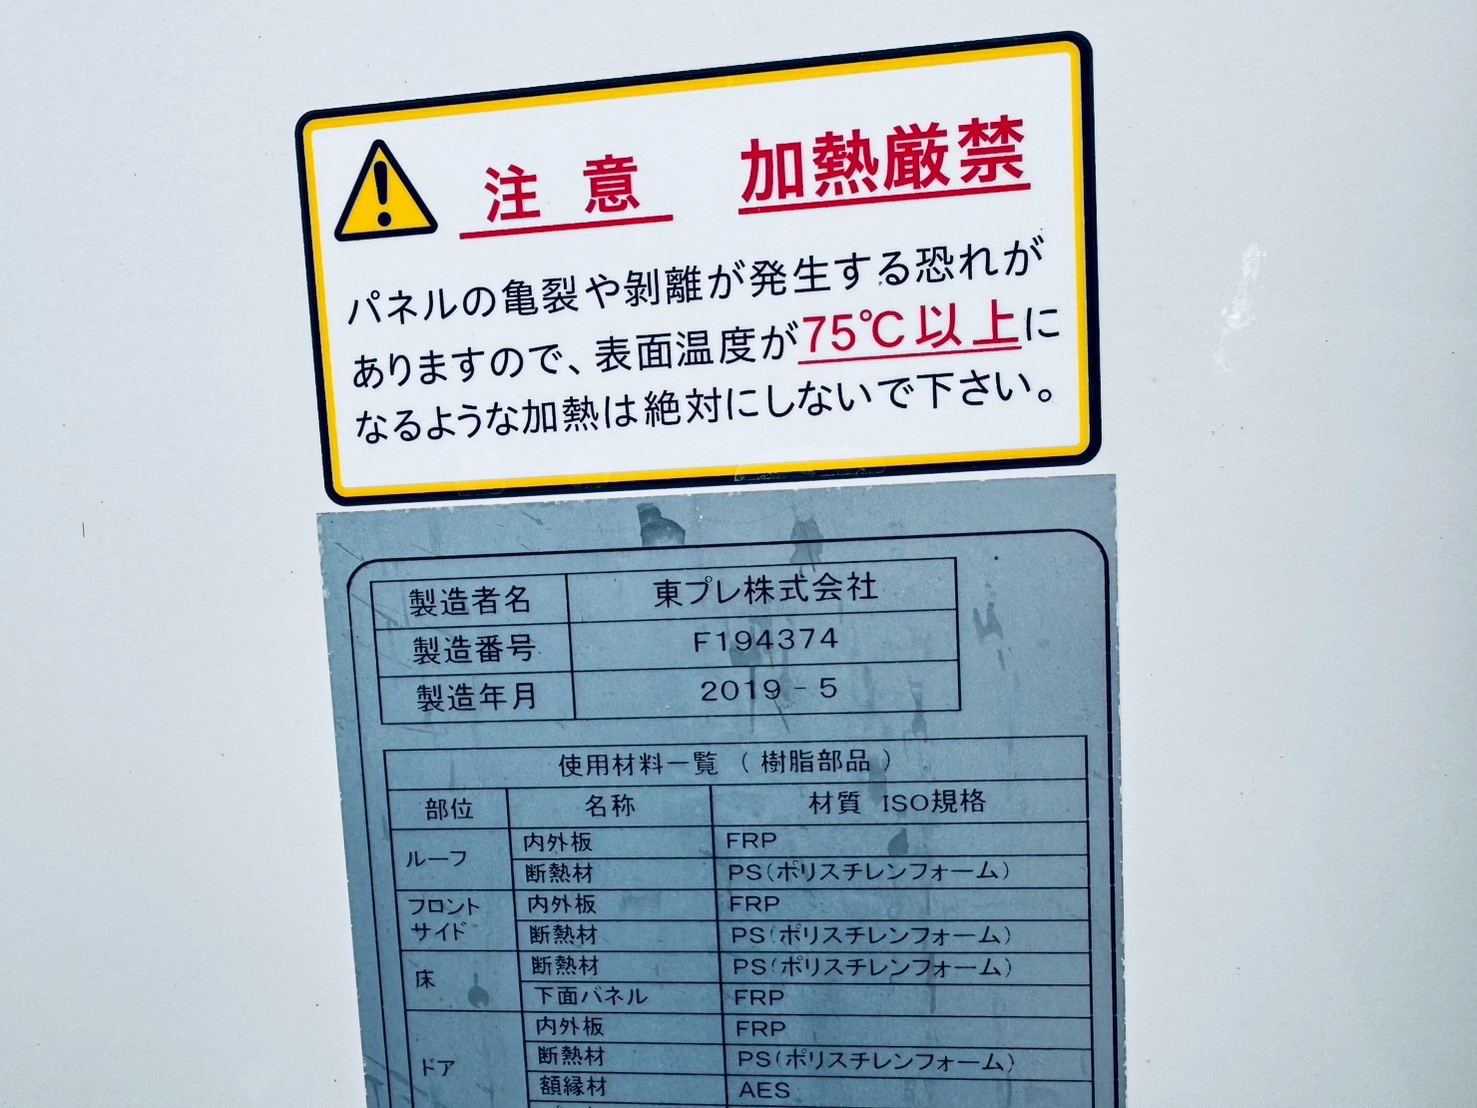 注意 加熱厳禁
パネルの亀裂や剝離が発生する恐れが
ありますので、表面温度が75℃以上に
なるような加熱は絶対にしないで下さい。
製造者名 東プレ株式会社
製造番号 F194374
製造年月 2019-5
使用材料一覧(樹脂部品)
部位 名称 材質 ISO規格
ルーフ 内外板 FRP
断熱材 PS(ポリスチレンフォーム)
フロント
サイド 内外板 FRP
断熱材 PS(ポリスチレンフォーム)
床 断熱材 PS(ポリスチレンフォーム)
下面パネル FRP
ドア 内外板 FRP
断熱材 PS(ポリスチレンフォーム)
額縁材 AES